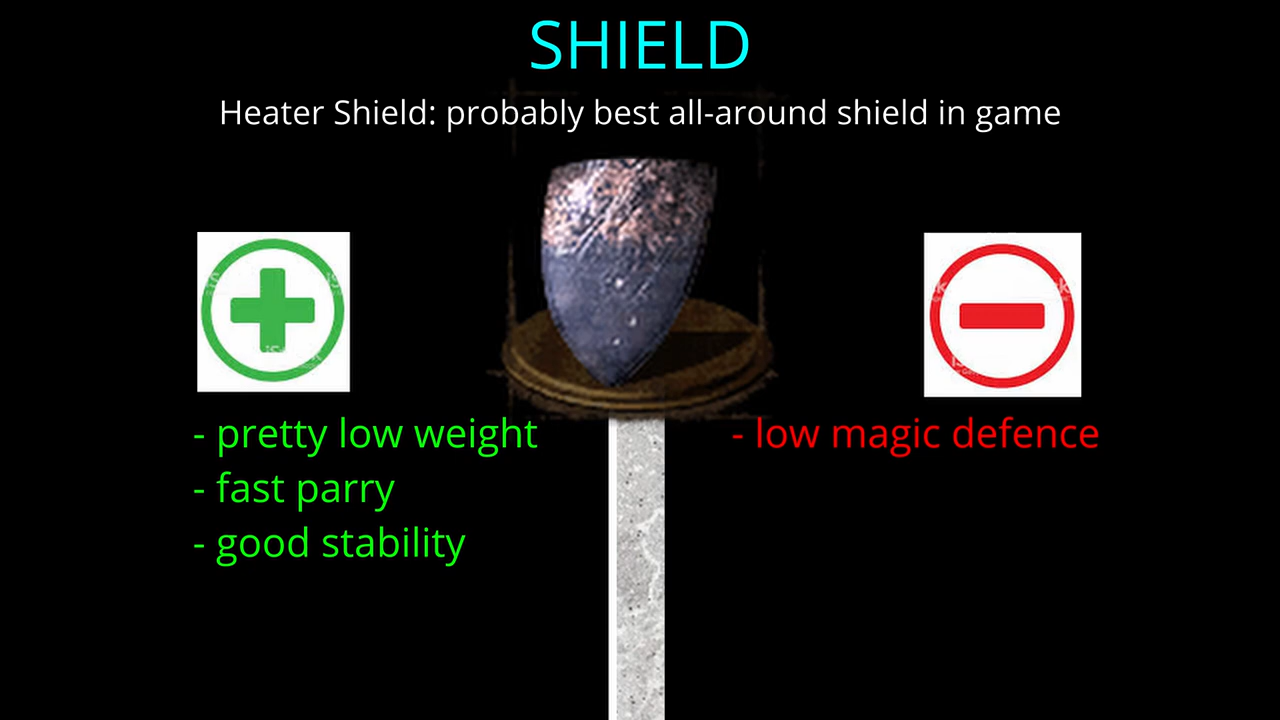 SHIELD
Heater Shield: probably best all-around shield in game
- pretty low weight
- fast parry
- good stability
- low magic defence